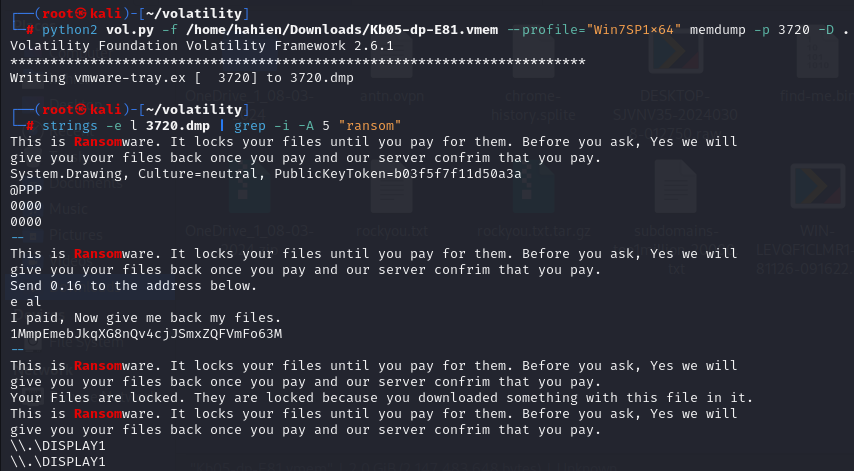 ┌──(root㉿kali)-[~/volatility]
└─# python2 vol.py -f /home/hahien/Downloads/Kb05-dp-E81.vmem --profile="Win7SP1×64" memdump -p 3720 -D .
Volatility Foundation Volatility Framework 2.6.1
************************************************************************
Writing vmware-tray.ex [  3720] to 3720.dmp
┌──(root㉿kali)-[~/volatility]
└─# strings -e l 3720.dmp | grep -i -A 5 "ransom"
This is Ransomware. It locks your files until you pay for them. Before you ask, Yes we will
give you your files back once you pay and our server confrim that you pay.
System.Drawing, Culture=neutral, PublicKeyToken=b03f5f7f11d50a3a
@PPP
0000
0000
--
This is Ransomware. It locks your files until you pay for them. Before you ask, Yes we will
give you your files back once you pay and our server confrim that you pay.
Send 0.16 to the address below.
e al
I paid, Now give me back my files.
1MmpEmebJkqXG8nQv4cjJSmxZQFVmFo63M
--
This is Ransomware. It locks your files until you pay for them. Before you ask, Yes we will
give you your files back once you pay and our server confrim that you pay.
Your Files are locked. They are locked because you downloaded something with this file in it.
This is Ransomware. It locks your files until you pay for them. Before you ask, Yes we will
give you your files back once you pay and our server confrim that you pay.
\\.\DISPLAY1
\\.\DISPLAY1